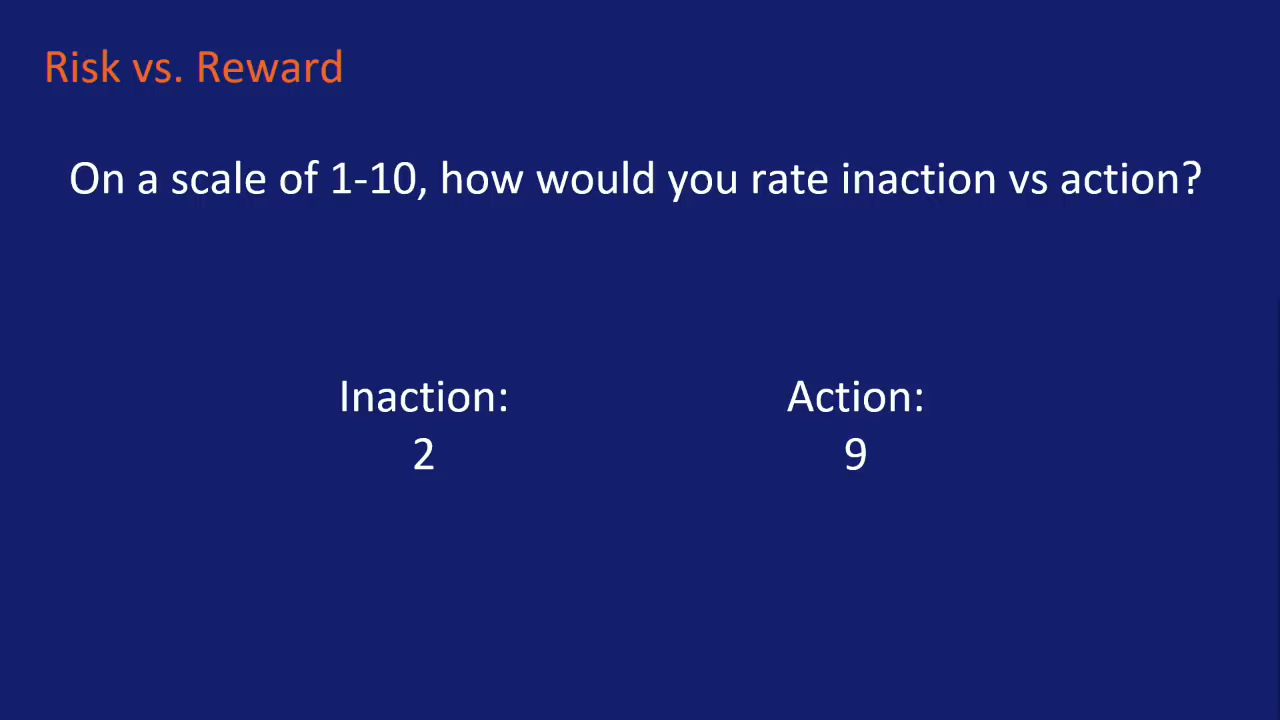 Risk vs. Reward
On a scale of 1-10, how would you rate inaction vs action?
Inaction:
2
Action:
9